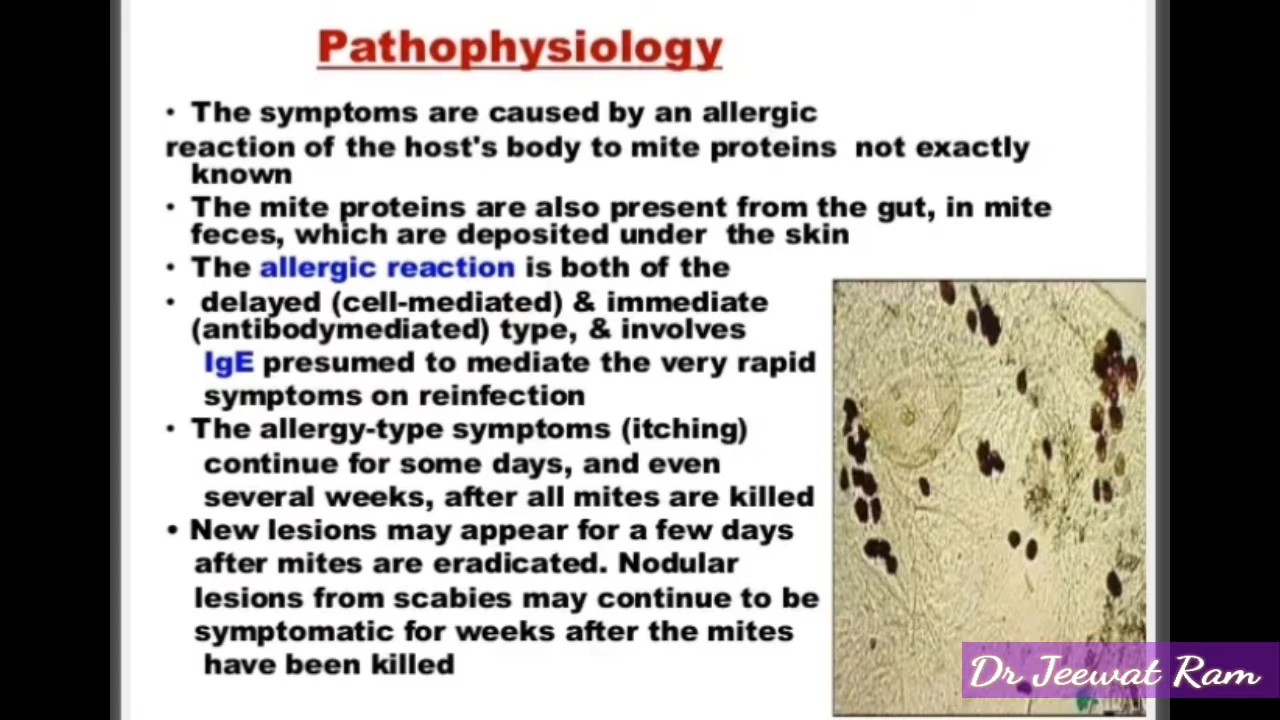 Pathophysiology
• The symptoms are caused by an allergic
reaction of the host's body to mite proteins not exactly
known
• The mite proteins are also present from the gut, in mite
feces, which are deposited under the skin
• The allergic reaction is both of the
• delayed (cell-mediated) & immediate
(antibodymediated) type, & involves
IgE presumed to mediate the very rapid
symptoms on reinfection
• The allergy-type symptoms (itching)
continue for some days, and even
several weeks, after all mites are killed
• New lesions may appear for a few days
after mites are eradicated. Nodular
lesions from scabies may continue to be
symptomatic for weeks after the mites
have been killed
Dr Jeewat Ram